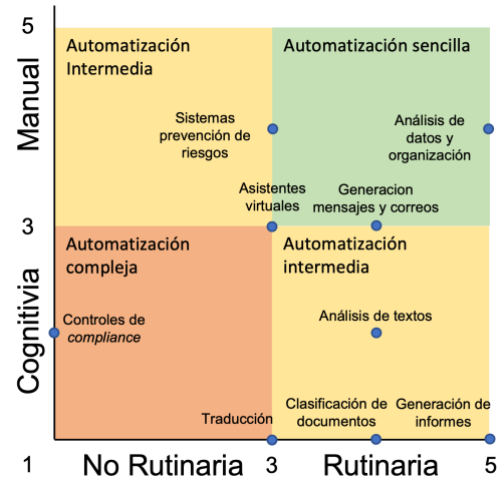 5
Manual
Automatización
Intermedia
Automatización sencilla
Sistemas
prevención de
riesgos
Análisis de
datos y
organización
Asistentes
virtuales
Generacion
mensajes y correos
3
Cognitivia
Automatización
compleja
Automatización
intermedia
Controles de
compliance
Análisis de textos
Traducción
Clasificación de
documentos
Generación de
informes
1
No Rutinaria
3
Rutinaria
5